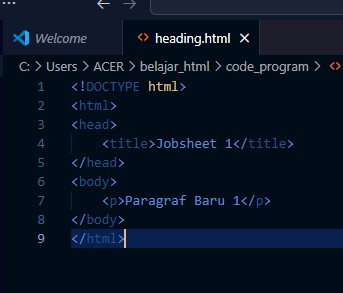 Welcome
heading.html
C: > Users > ACER > belajar_html > code_program >
1 <!DOCTYPE html>
2 <html>
3 <head>
4     <title>Jobsheet 1</title>
5 </head>
6 <body>
7     <p>Paragraf Baru 1</p>
8 </body>
9 </html>